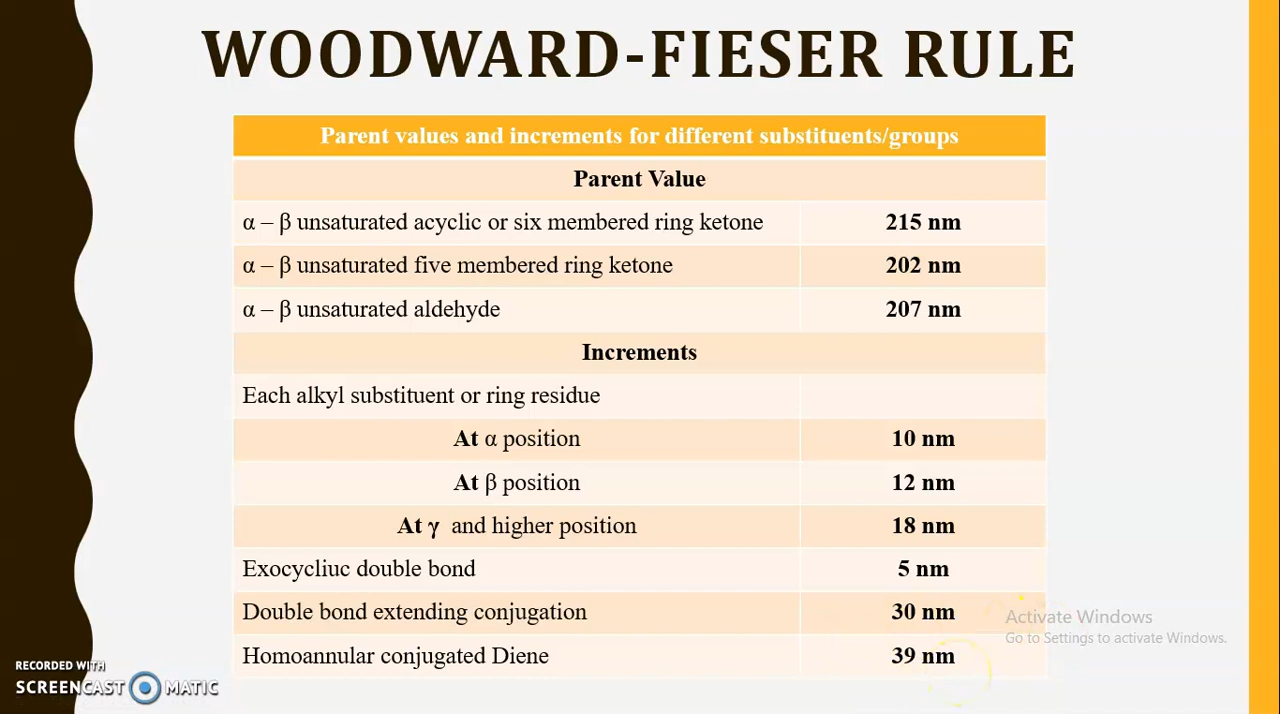 WOODWARD-FIESER RULE
Parent values and increments for different substituents/groups
Parent Value
α – β unsaturated acyclic or six membered ring ketone 215 nm
α – β unsaturated five membered ring ketone 202 nm
α – β unsaturated aldehyde 207 nm
Increments
Each alkyl substituent or ring residue
At α position 10 nm
At β position 12 nm
At γ and higher position 18 nm
Exocycliuc double bond 5 nm
Double bond extending conjugation 30 nm
Homoannular conjugated Diene 39 nm
Activate Windows
Go to Settings to activate Windows.
RECORDED WITH
SCREENCAST MATIC